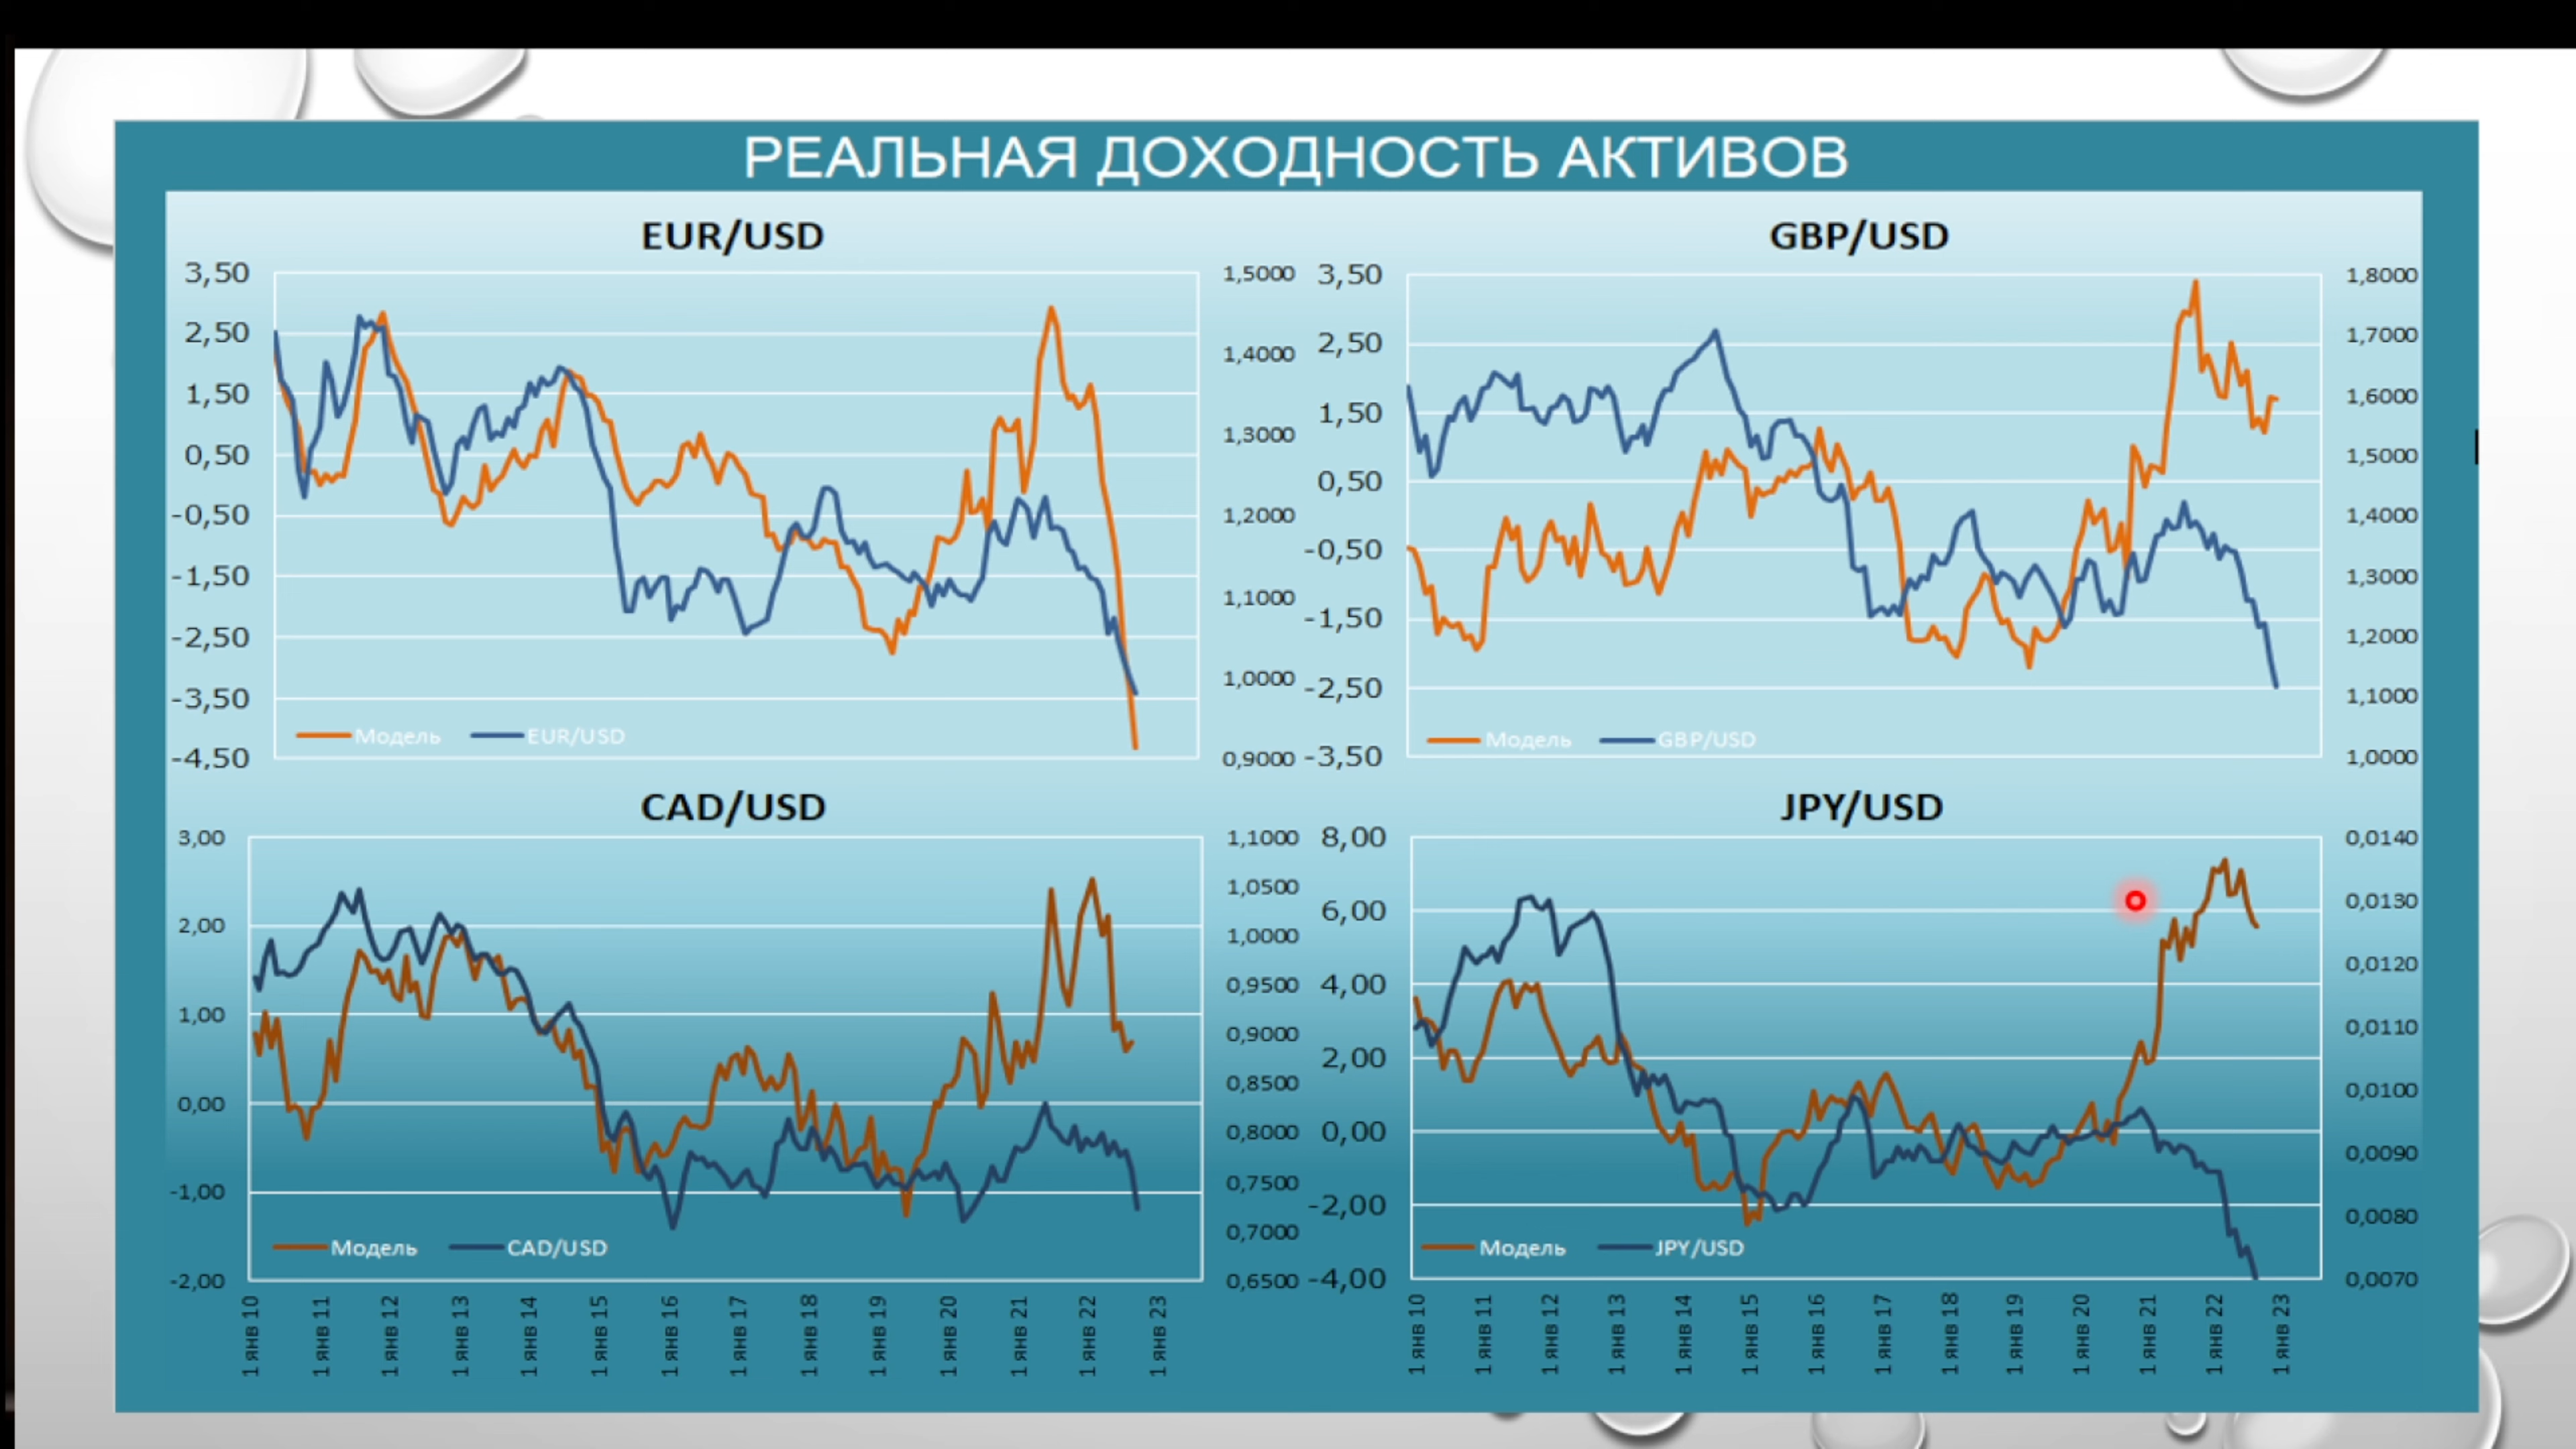 РЕАЛЬНАЯ ДОХОДНОСТЬ АКТИВОВ
EUR/USD
3,50
2,50
1,50
0,50
-0,50
-1,50
-2,50
-3,50
-4,50
1,5000
1,4000
1,3000
1,2000
1,1000
1,0000
0,9000
Модель EUR/USD
GBP/USD
3,50
2,50
1,50
0,50
-0,50
-1,50
-2,50
-3,50
1,8000
1,7000
1,6000
1,5000
1,4000
1,3000
1,2000
1,1000
1,0000
Модель GBP/USD
CAD/USD
3,00
2,00
1,00
0,00
-1,00
-2,00
1,1000
1,0500
1,0000
0,9500
0,9000
0,8500
0,8000
0,7500
0,7000
0,6500
Модель CAD/USD
1 янв 10
1 янв 11
1 янв 12
1 янв 13
1 янв 14
1 янв 15
1 янв 16
1 янв 17
1 янв 18
1 янв 19
1 янв 20
1 янв 21
1 янв 22
1 янв 23
JPY/USD
8,00
6,00
4,00
2,00
0,00
-2,00
-4,00
0,0140
0,0130
0,0120
0,0110
0,0100
0,0090
0,0080
0,0070
Модель JPY/USD
1 янв 10
1 янв 11
1 янв 12
1 янв 13
1 янв 14
1 янв 15
1 янв 16
1 янв 17
1 янв 18
1 янв 19
1 янв 20
1 янв 21
1 янв 22
1 янв 23